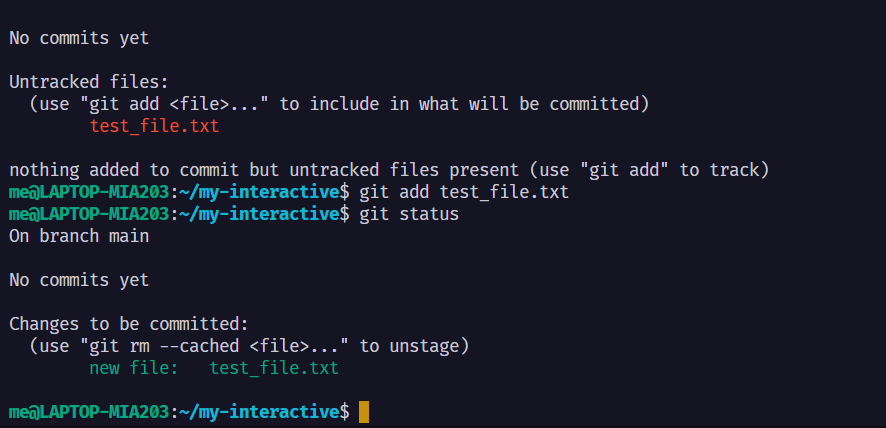 No commits yet
Untracked files:
(use "git add <file>..." to include in what will be committed)
test_file.txt
nothing added to commit but untracked files present (use "git add" to track)
me@LAPTOP-MIA203:~/my-interactive$ git add test_file.txt
me@LAPTOP-MIA203:~/my-interactive$ git status
On branch main
No commits yet
Changes to be committed:
(use "git rm --cached <file>..." to unstage)
new file:   test_file.txt
me@LAPTOP-MIA203:~/my-interactive$